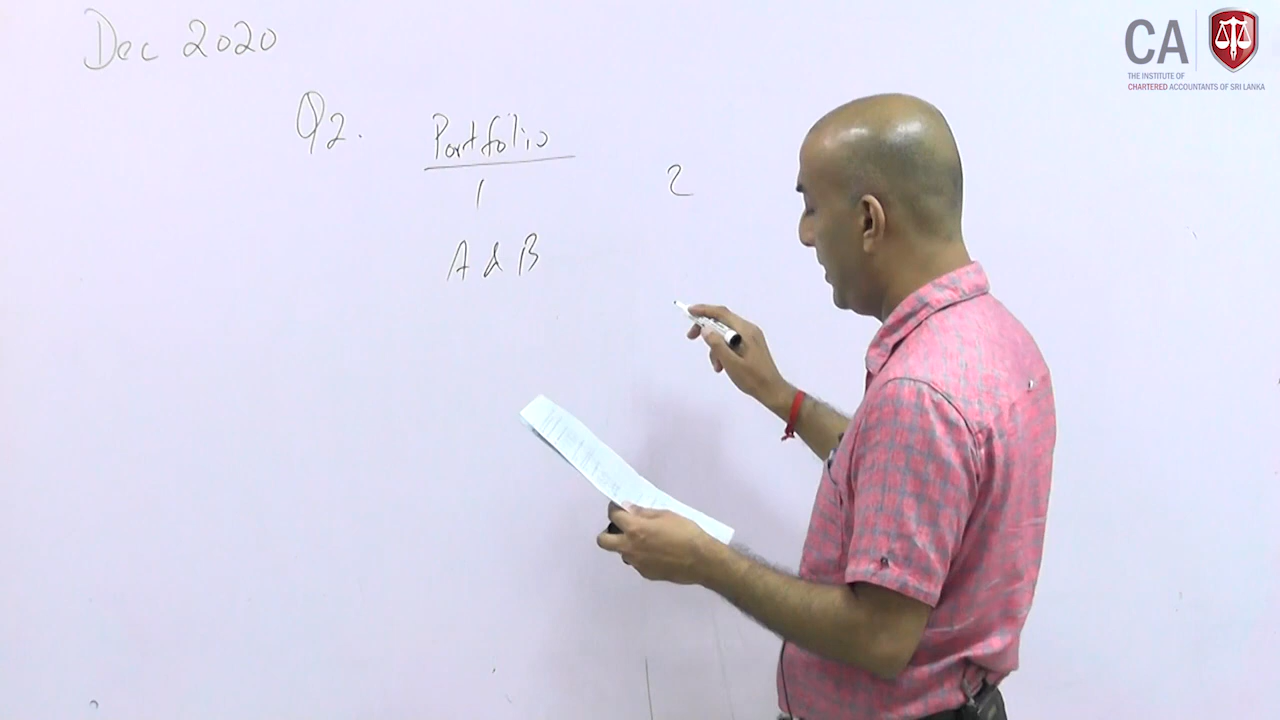 Dec 2020
Q2.
Portfolio
1 2
A & B
CA
THE INSTITUTE OF
CHARTERED ACCOUNTANTS OF SRI LANKA